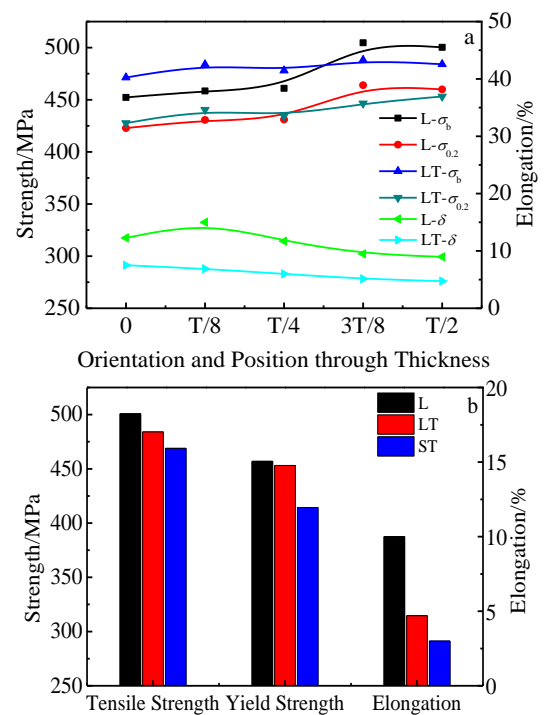 a
500
450
400
350
300
250
Strength/MPa
50
40
30
20
10
0
Elongation/%
L-σb
L-σ0.2
LT-σb
LT-σ0.2
L-δ
LT-δ
0 T/8 T/4 3T/8 T/2
Orientation and Position through Thickness
b
L
LT
ST
500
450
400
350
300
250
Strength/MPa
20
15
10
5
0
Elongation/%
Tensile Strength Yield Strength Elongation